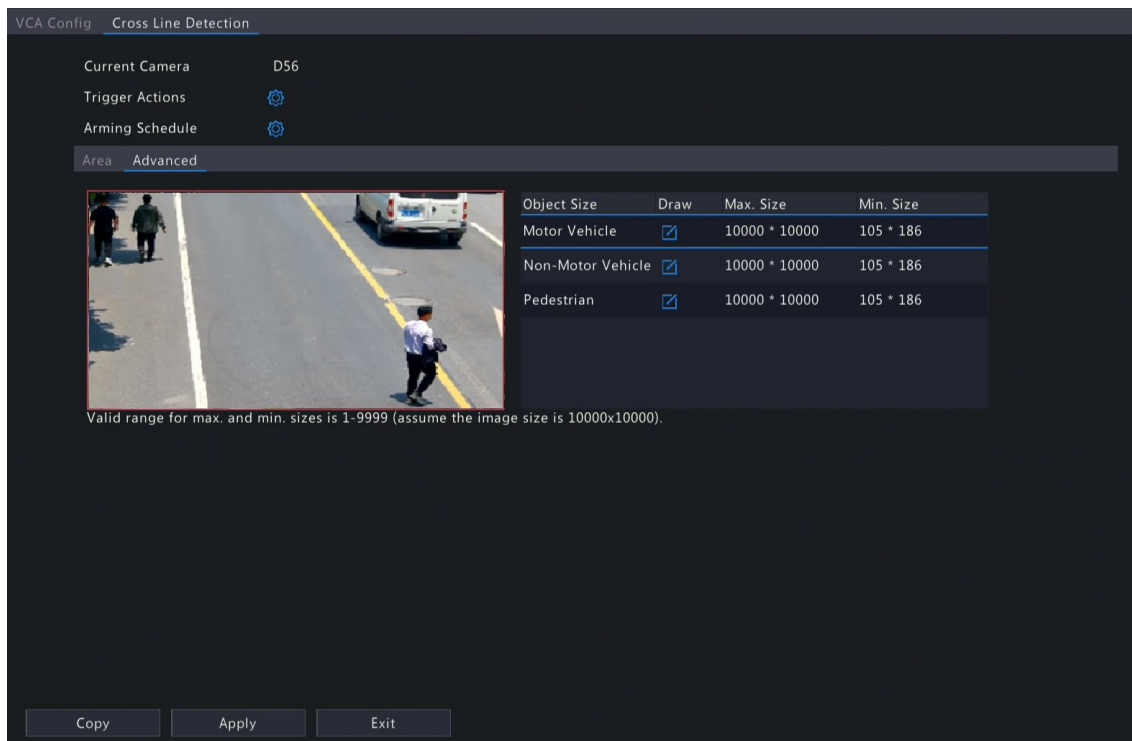 VCA Config Cross Line Detection
Current Camera D56
Trigger Actions
Arming Schedule
Area Advanced
Object Size Draw Max. Size Min. Size
Motor Vehicle 10000 * 10000 105 * 186
Non-Motor Vehicle 10000 * 10000 105 * 186
Pedestrian 10000 * 10000 105 * 186
Valid range for max. and min. sizes is 1-9999 (assume the image size is 10000x10000).
Copy Apply Exit